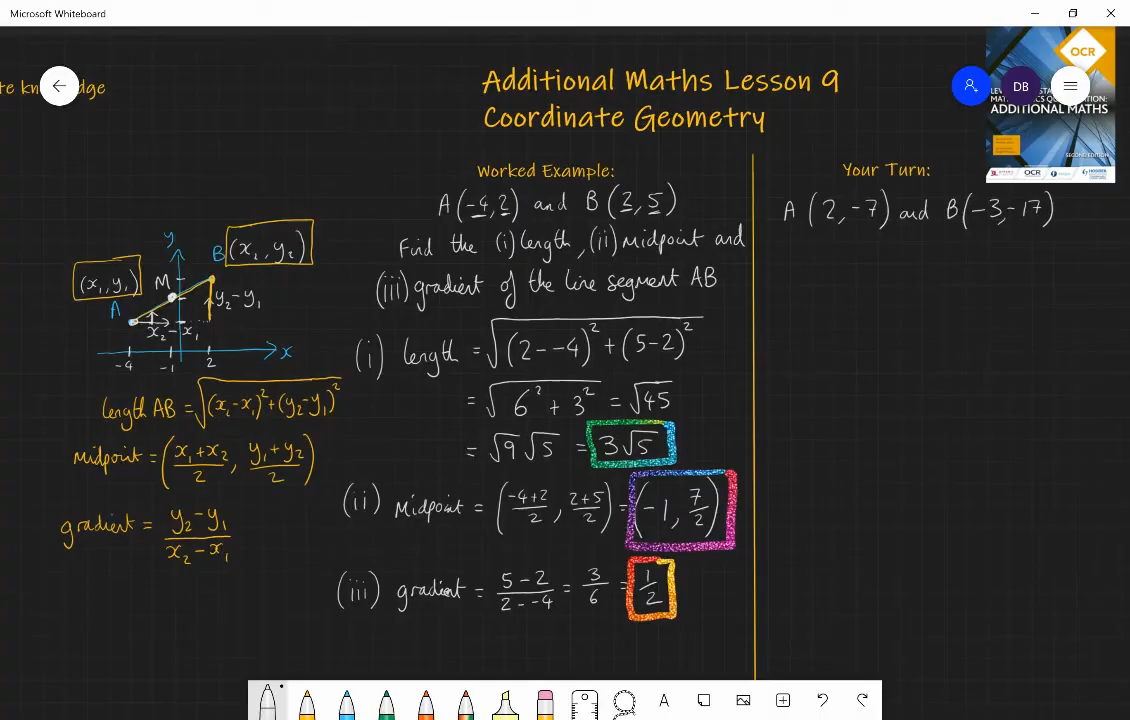 Microsoft Whiteboard
Additional Maths Lesson 9
Coordinate Geometry
DB
OCR
ADDITIONAL MATHS
SECOND EDITION
Worked Example:
A (-4, 2) and B (2, 5)
Find the (i) length, (ii) midpoint and
(iii) gradient of the line segment AB
(i) length = √(2--4)² + (5-2)²
= √6² + 3² = √45
= √9 √5 = 3√5
(ii) Midpoint = (-4+2/2, 2+5/2) = (-1, 7/2)
(iii) gradient = 5-2/2--4 = 3/6 = 1/2
Your Turn:
A (2, -7) and B(-3,-17)
y
B (x₂, y₂)
(x₁, y₁)
M
A
y₂-y₁
x₂-x₁
-4 -1 2 x
length AB = √(x₂-x₁)² + (y₂-y₁)²
Midpoint = (x₁+x₂/2, y₁+y₂/2)
gradient = y₂-y₁/x₂-x₁
A